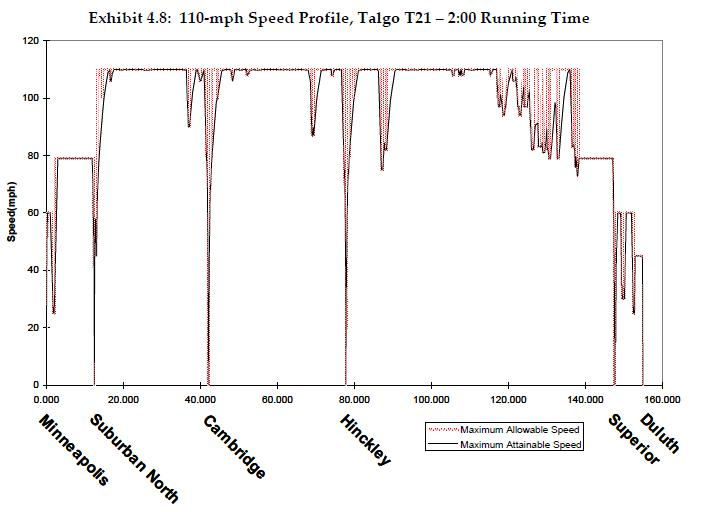 Exhibit 4.8: 110-mph Speed Profile, Talgo T21 – 2:00 Running Time
120
100
80
60
40
20
0
Speed(mph)
0.000 20.000 40.000 60.000 80.000 100.000 120.000 140.000 160.000
Minneapolis
Suburban North
Cambridge
Hinckley
Superior
Duluth
Maximum Allowable Speed
Maximum Attainable Speed